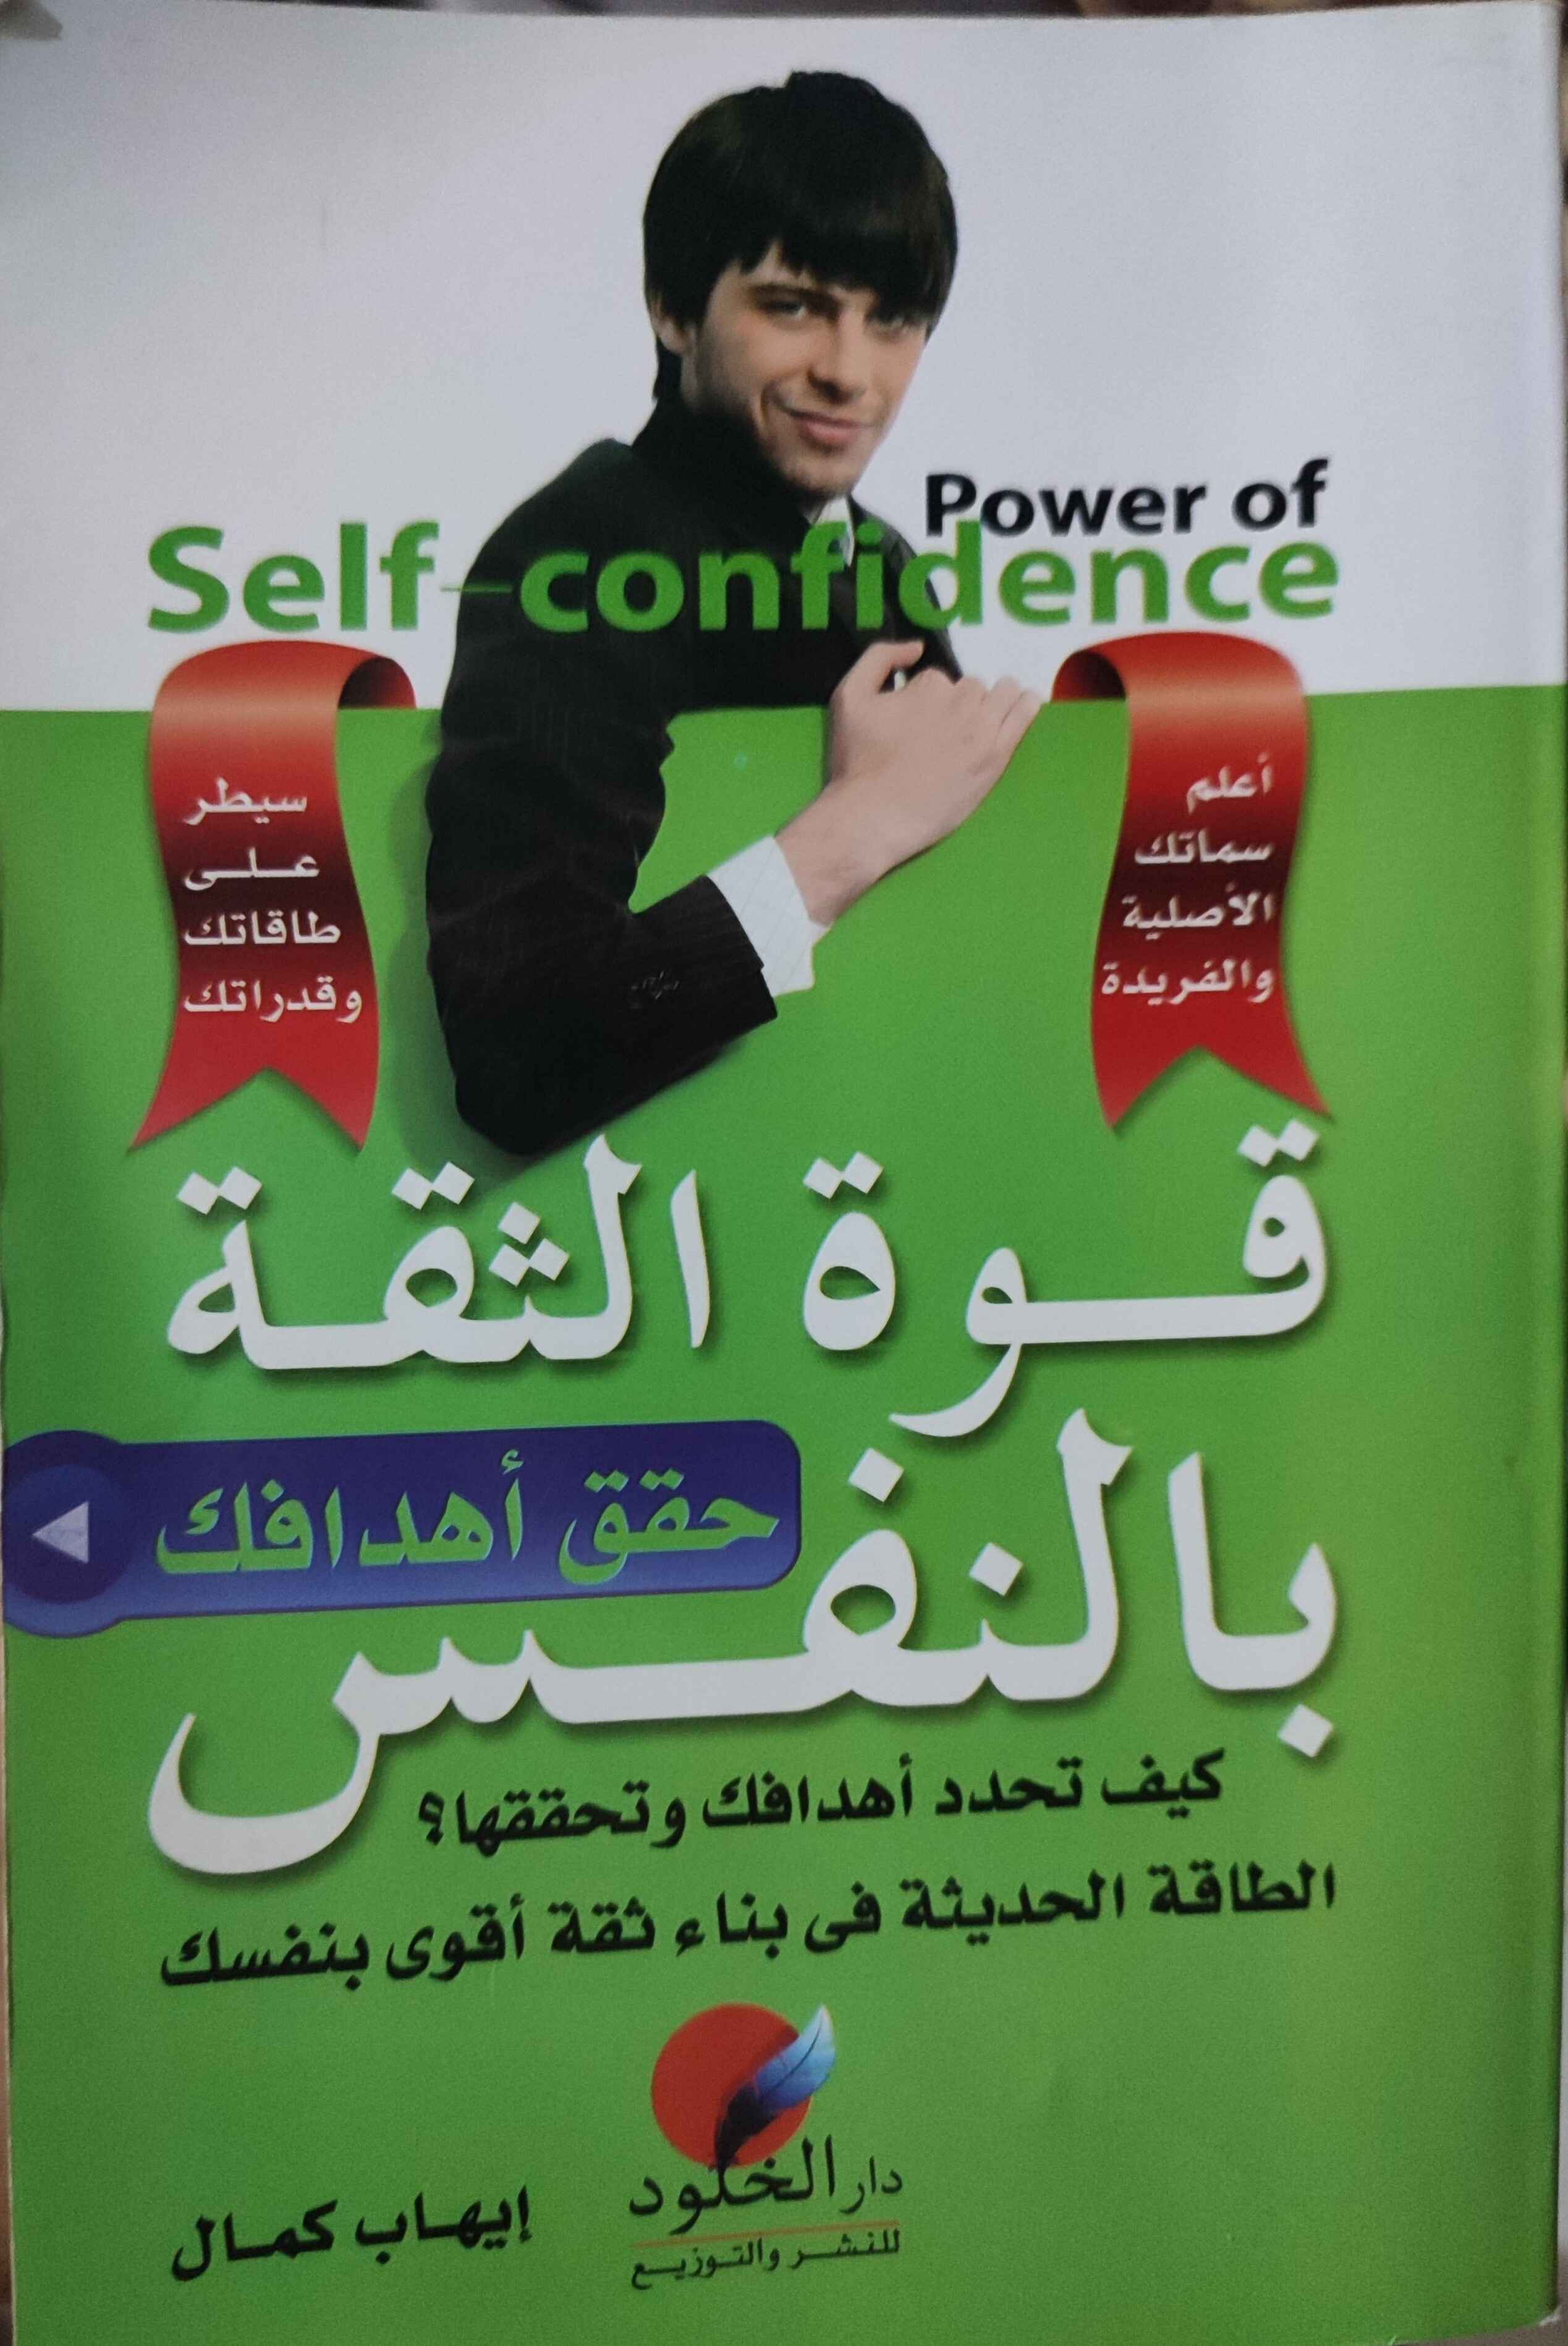 Power of
Self-confidence
أعلم
سماتك
الأصلية
والفريدة
سيطر
على
طاقاتك
وقدراتك
قوة الثقة
بالنفس
حقق أهدافك
كيف تحدد أهدافك وتحققها؟
الطاقة الحديثة فى بناء ثقة أقوى بنفسك
دار الخلود
للنشر والتوزيع
إيهاب كمال